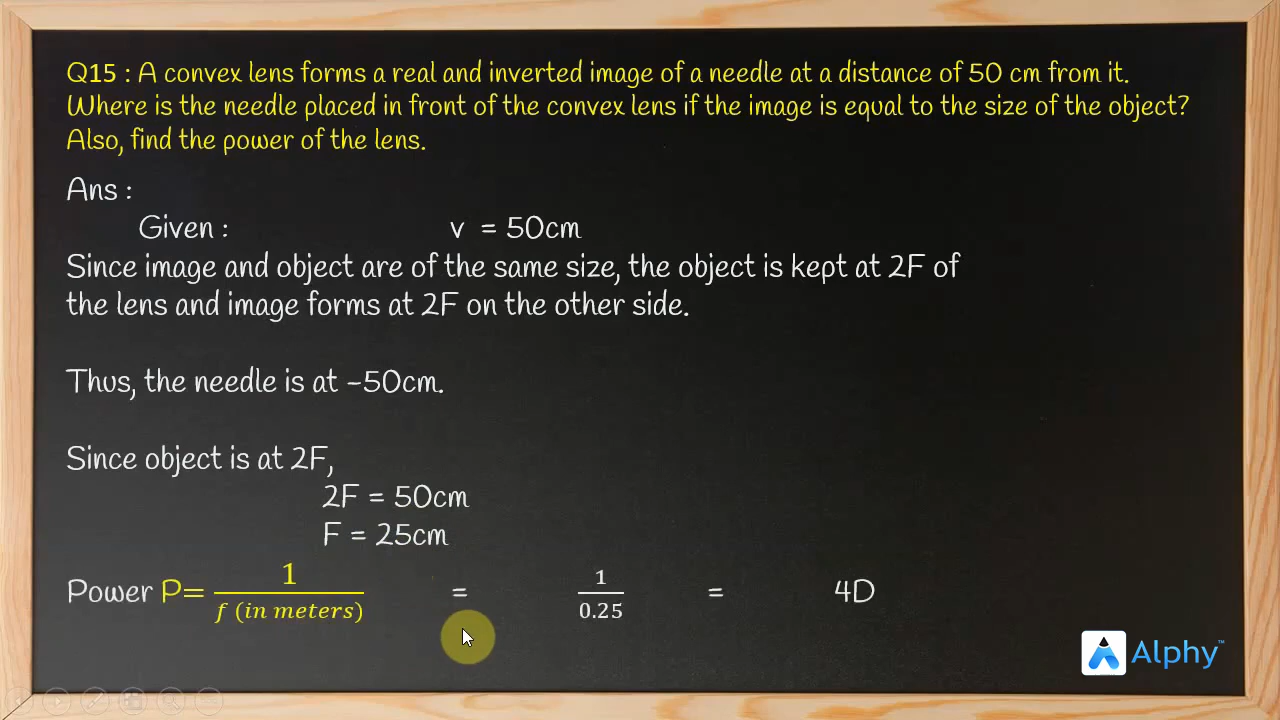 Q15 : A convex lens forms a real and inverted image of a needle at a distance of 50 cm from it.
Where is the needle placed in front of the convex lens if the image is equal to the size of the object?
Also, find the power of the lens.
Ans :
Given : v = 50cm
Since image and object are of the same size, the object is kept at 2F of
the lens and image forms at 2F on the other side.
Thus, the needle is at -50cm.
Since object is at 2F,
2F = 50cm
F = 25cm
Power P= 1/f (in meters) = 1/0.25 = 4D
Alphy™